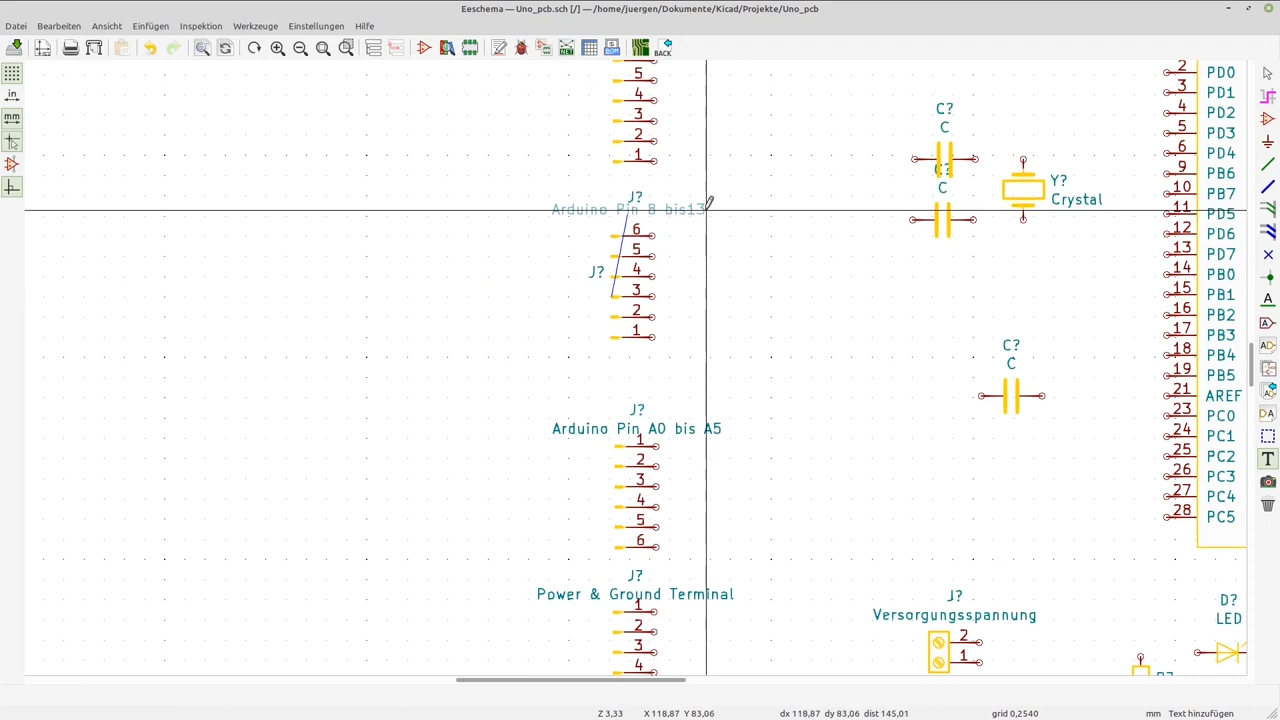 Eeschema — Uno_pcb.sch [/] — /home/juergen/Dokumente/Kicad/Projekte/Uno_pcb
Datei Bearbeiten Ansicht Einfügen Inspektion Werkzeuge Einstellungen Hilfe
NET
BOM
BACK
in
mm
A
A
A
A
DA
T
5
4
3
2
1
J?
Arduino Pin 8 bis13
6
5
J? 4
3
2
1
J?
Arduino Pin A0 bis A5
1
2
3
4
5
6
J?
Power & Ground Terminal
1
2
3
4
C?
C
C?
C
Y?
Crystal
C?
C
J?
Versorgungsspannung
2
1
D?
LED
2 PD0
3 PD1
4 PD2
5 PD3
6 PD4
9 PB6
10 PB7
11 PD5
12 PD6
13 PD7
14 PB0
15 PB1
16 PB2
17 PB3
18 PB4
19 PB5
21 AREF
23 PC0
24 PC1
25 PC2
26 PC3
27 PC4
28 PC5
Z 3,33 X 118,87 Y 83,06 dx 118,87 dy 83,06 dist 145,01 grid 0,2540 mm Text hinzufügen